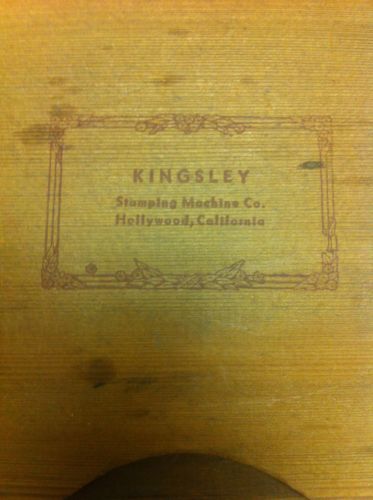 KINGSLEY
Stamping Machine Co.
Hollywood, California